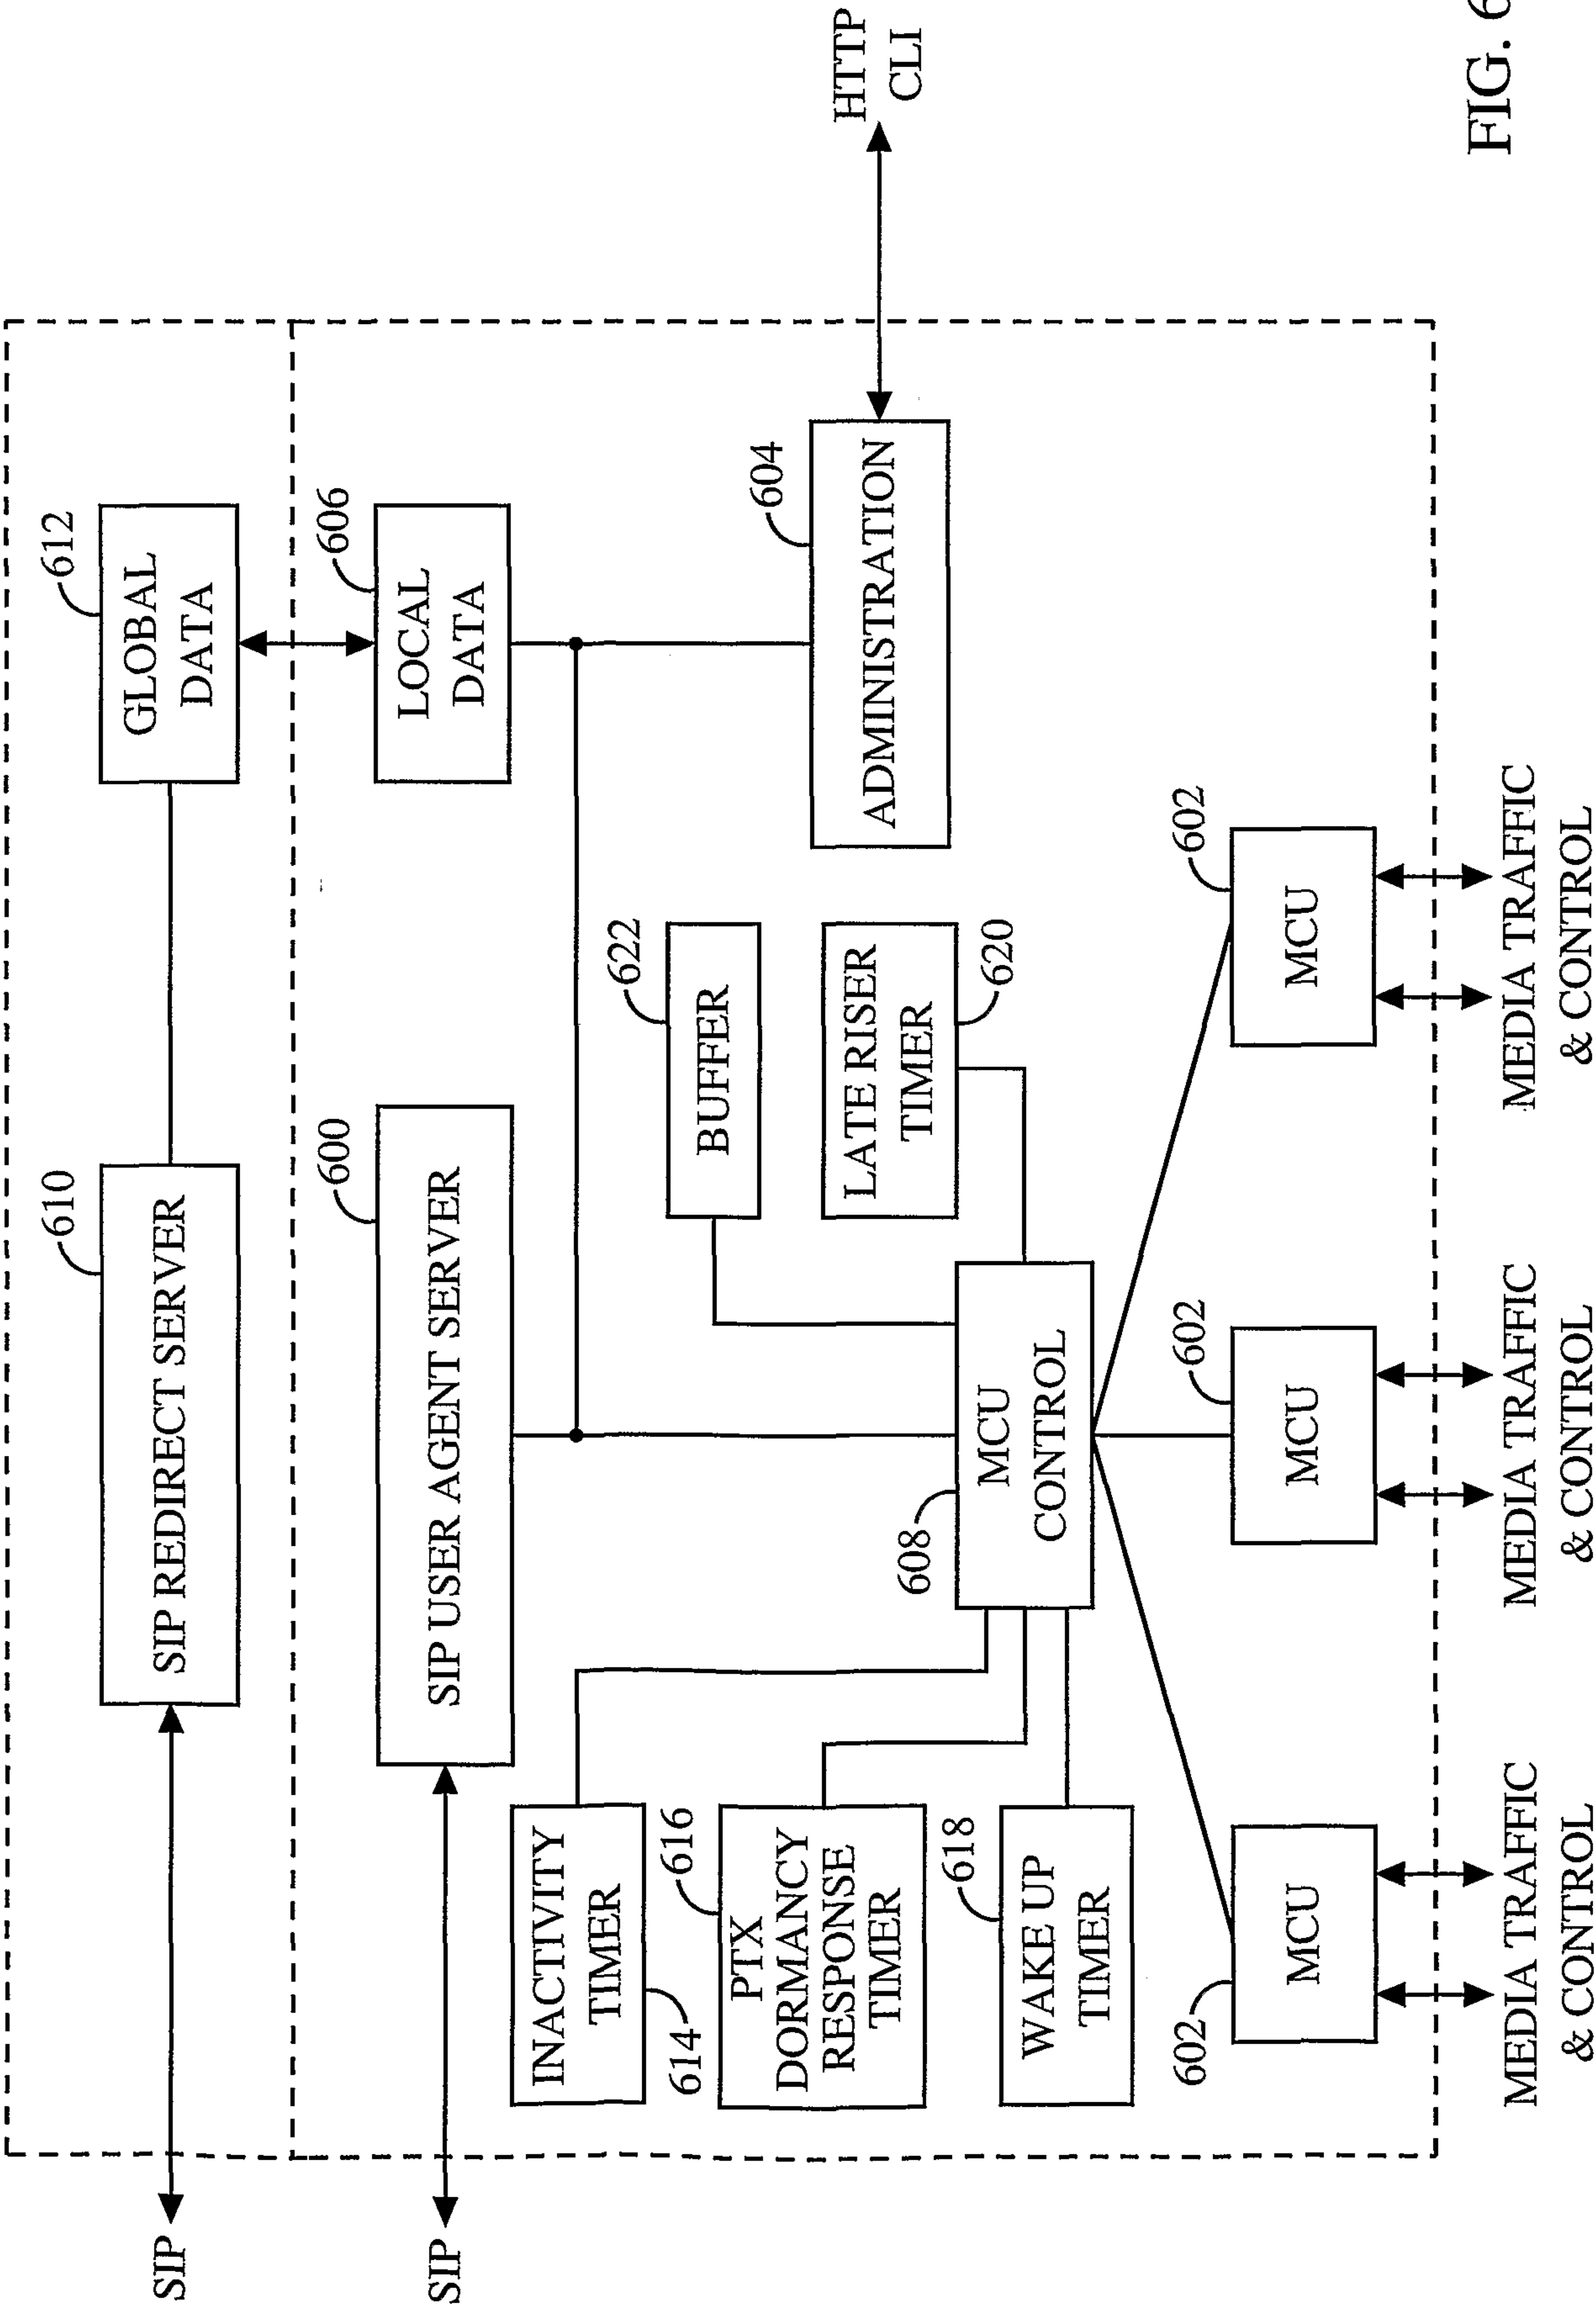 SIP
610
SIP REDIRECT SERVER
612
GLOBAL
DATA
SIP
600
SIP USER AGENT SERVER
606
LOCAL
DATA
INACTIVITY
TIMER
614
616
PTX
DORMANCY
RESPONSE
TIMER
618
WAKE UP
TIMER
622
BUFFER
LATE RISER
TIMER
620
604
ADMINISTRATION
HTTP
CLI
608
MCU
CONTROL
602
MCU
602
MCU
602
MCU
MEDIA TRAFFIC
& CONTROL
MEDIA TRAFFIC
& CONTROL
MEDIA TRAFFIC
& CONTROL
FIG. 6